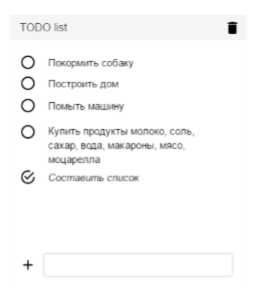 TODO list
Покормить собаку
Построить дом
Помыть машину
Купить продукты молоко, соль,
сахар, вода, макароны, мясо,
моцарелла
Составить список